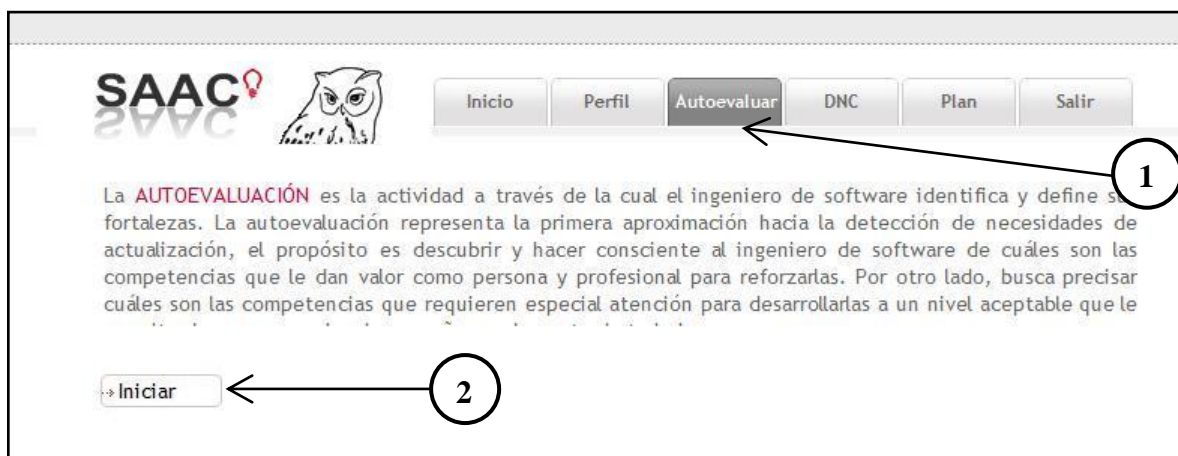 SAAC
Inicio Perfil Autoevaluar DNC Plan Salir
1
La AUTOEVALUACIÓN es la actividad a través de la cual el ingeniero de software identifica y define
fortalezas. La autoevaluación representa la primera aproximación hacia la detección de necesidades de
actualización, el propósito es descubrir y hacer consciente al ingeniero de software de cuáles son las
competencias que le dan valor como persona y profesional para reforzarlas. Por otro lado, busca precisar
cuáles son las competencias que requieren especial atención para desarrollarlas a un nivel aceptable que le
Iniciar
2